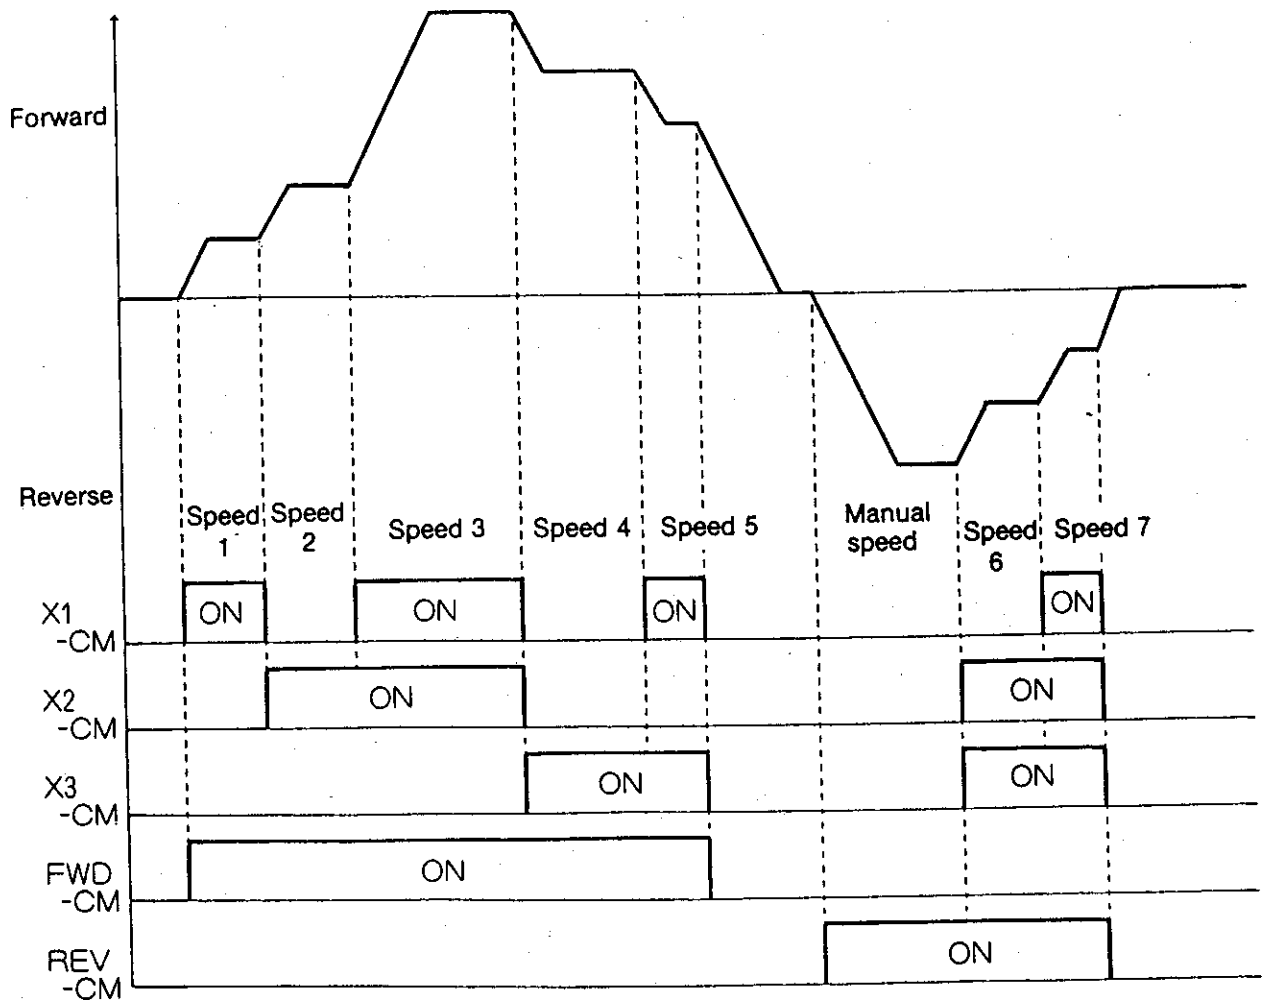 Forward
Reverse
Speed
1
Speed
2
Speed 3
Speed 4
Speed 5
Manual
speed
Speed
6
Speed 7
X1
-CM
ON
ON
ON
ON
X2
-CM
ON
ON
X3
-CM
ON
ON
FWD
-CM
ON
REV
-CM
ON